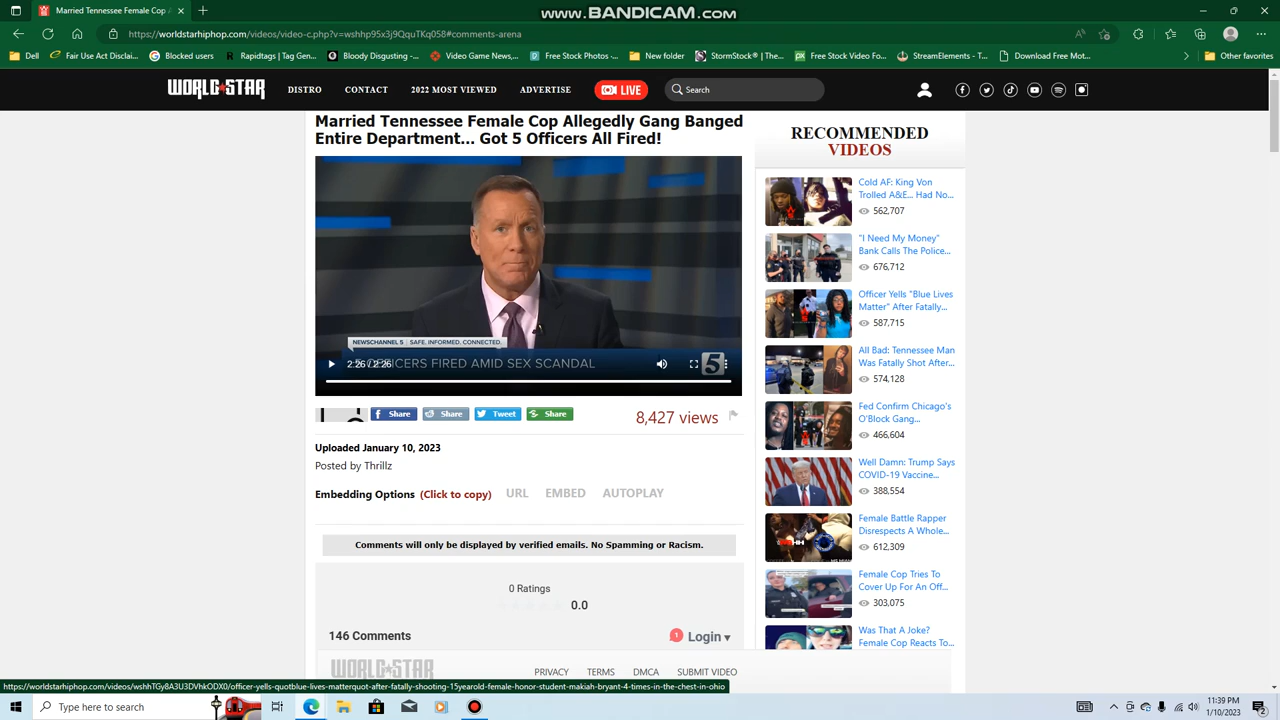 www.BANDICAM.com
Married Tennessee Female Cop A
https://worldstarhiphop.com/videos/video-c.php?v=wshhp95x3j9QquTKq058#comments-arena
Dell
Fair Use Act Disclai...
Blocked users
Rapidtags | Tag Gen...
Bloody Disgusting -...
Video Game News,...
Free Stock Photos -...
New folder
StormStock® | The...
Free Stock Video Fo...
StreamElements - T...
Download Free Mot...
Other favorites
WORLD STAR
DISTRO
CONTACT
2022 MOST VIEWED
ADVERTISE
LIVE
Search
Married Tennessee Female Cop Allegedly Gang Banged
Entire Department... Got 5 Officers All Fired!
NEWSCHANNEL 5 | SAFE. INFORMED. CONNECTED.
OFFICERS FIRED AMID SEX SCANDAL
2:26 / 2:26
5
Share
Share
Tweet
Share
8,427 views
Uploaded January 10, 2023
Posted by Thrillz
Embedding Options (Click to copy) URL EMBED AUTOPLAY
Comments will only be displayed by verified emails. No Spamming or Racism.
0 Ratings
0.0
146 Comments
1
Login
WORLD STAR
PRIVACY
TERMS
DMCA
SUBMIT VIDEO
RECOMMENDED
VIDEOS
Cold AF: King Von
Trolled A&E... Had No...
562,707
"I Need My Money"
Bank Calls The Police...
676,712
Officer Yells "Blue Lives
Matter" After Fatally...
587,715
All Bad: Tennessee Man
Was Fatally Shot After...
574,128
Fed Confirm Chicago's
O'Block Gang...
466,604
Well Damn: Trump Says
COVID-19 Vaccine...
388,554
Female Battle Rapper
Disrespects A Whole...
612,309
Female Cop Tries To
Cover Up For An Off...
303,075
Was That A Joke?
Female Cop Reacts To...
https://worldstarhiphop.com/videos/wshhTGy8A3U3DVhkODX0/officer-yells-quotblue-lives-matterquot-after-fatally-shooting-15yearold-female-honor-student-makiah-bryant-4-times-in-the-chest-in-ohio
Type here to search
11:39 PM
1/10/2023
2